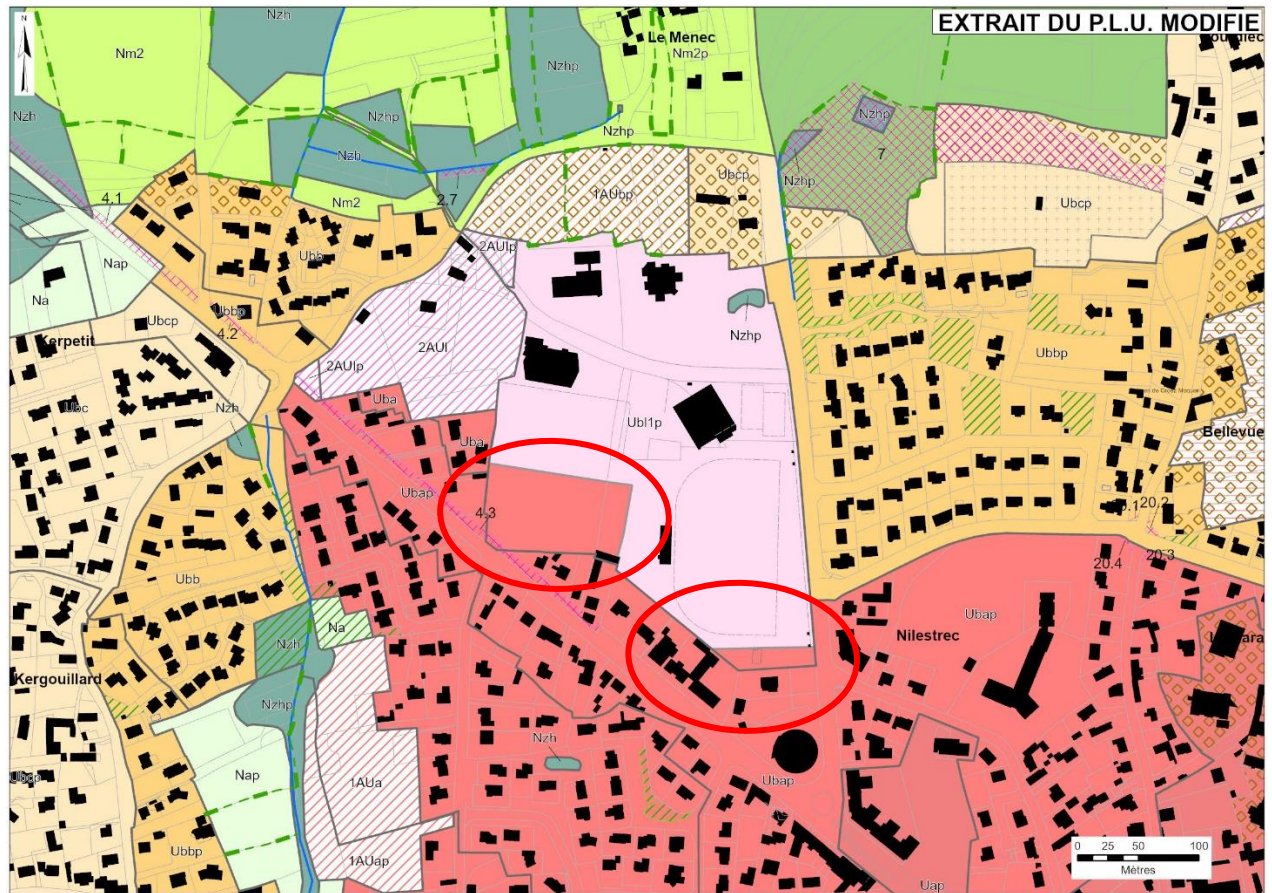 EXTRAIT DU P.L.U. MODIFIE
N
Nzh
Nm2
Nzhp
Le Menec
Nm2p
Nzh
Nzhp
Nzhp
Nzhp
Nzh
7
Nzhp
2.7
1AUbp
Ubcp
Ubcp
4.1
Nm2
Nap
2AUlp
Ubb
Na
Ubbp
Ubcp
Nzhp
Kerpetit
4.2
2AUl
Ubbp
2AUlp
Uba
Ubc
Nzh
Ubl1p
Uba
Bellevue
Ubap
20.2
4.3
20.3
20.4
Ubb
Ubap
Na
Nilestrec
Nzh
Kergouillard
Nzhp
Nzh
Nap
Ubap
1AUa
Ubbp
1AUap
Uap
0 25 50 100
Mètres